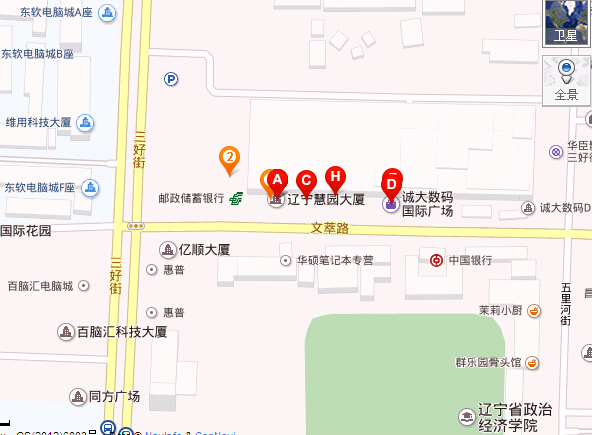 东软电脑城A座
东软电脑城B座
维用科技大厦
东软电脑城F座
国际花园
三好街
三好街
邮政储蓄银行
2
A
C
H
D
辽宁慧园大厦
诚大数码
国际广场
文萃路
亿顺大厦
惠普
惠普
百脑汇电脑城
百脑汇科技大厦
同方广场
华硕笔记本专营
中国银行
茉莉小厨
群乐园骨头馆
辽宁省政治
经济学院
五里河街
诚大数码D
华臣影
三好街
P
卫星
全景